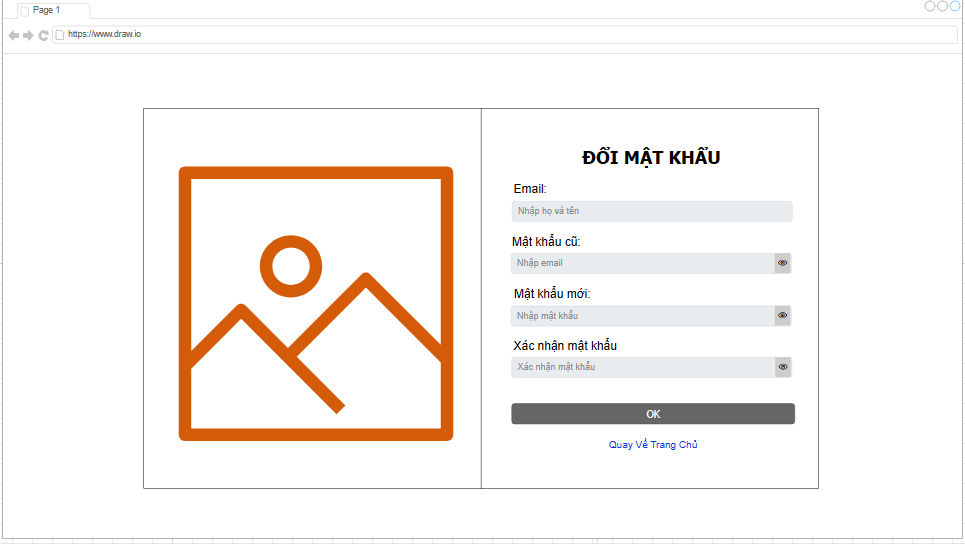 Page 1
https://www.draw.io
ĐỔI MẬT KHẨU
Email:
Nhập họ và tên
Mật khẩu cũ:
Nhập email
Mật khẩu mới:
Nhập mật khẩu
Xác nhận mật khẩu
Xác nhận mật khẩu
OK
Quay Về Trang Chủ